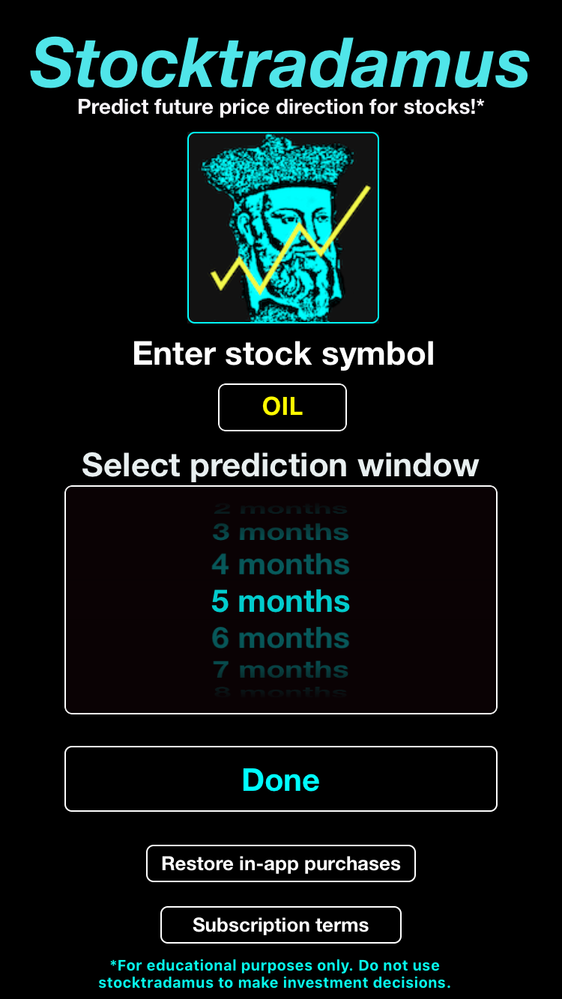 Stocktradamus
Predict future price direction for stocks!*
Enter stock symbol
OIL
Select prediction window
2 months
3 months
4 months
5 months
6 months
7 months
8 months
Done
Restore in-app purchases
Subscription terms
*For educational purposes only. Do not use
stocktradamus to make investment decisions.